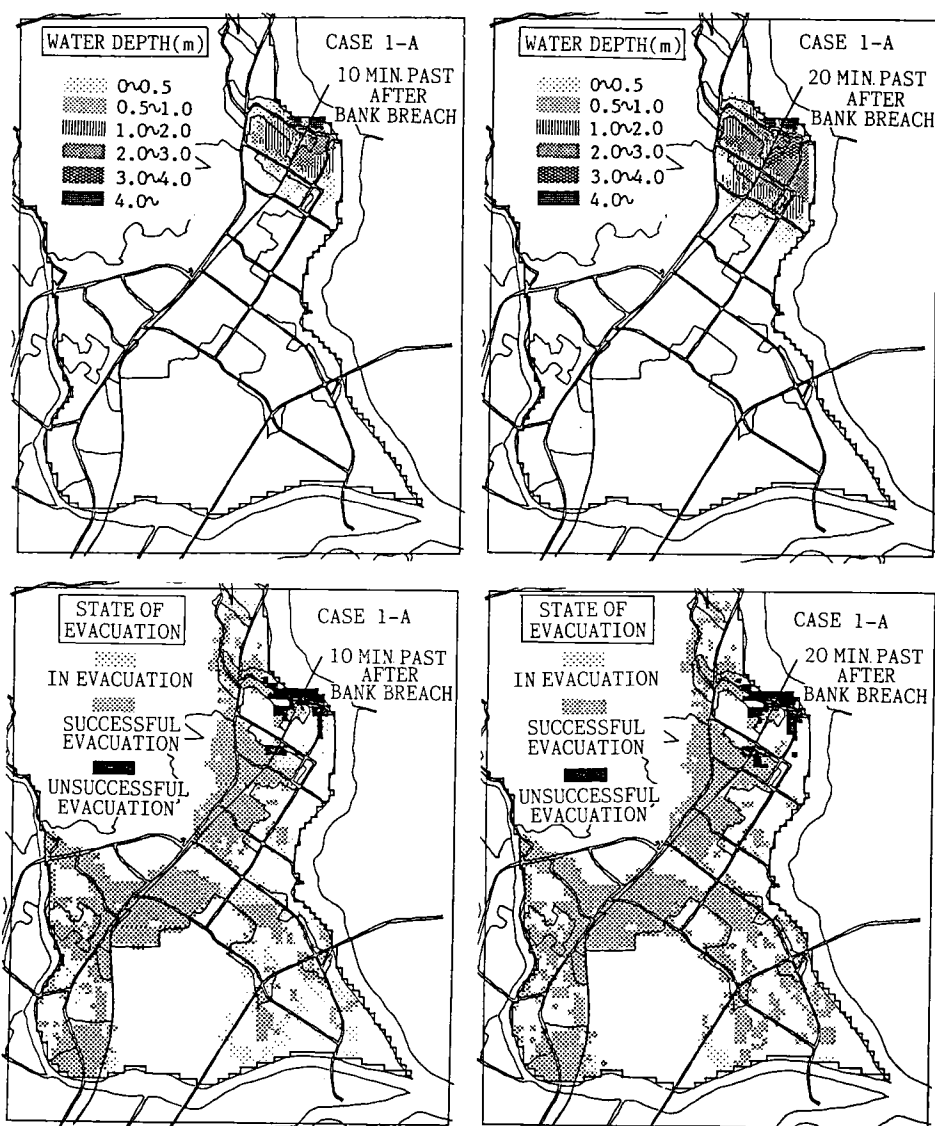 WATER DEPTH(m)
0~0.5
0.5~1.0
1.0~2.0
2.0~3.0
3.0~4.0
4.0~
CASE 1-A
10 MIN. PAST
AFTER
BANK BREACH
WATER DEPTH(m)
0~0.5
0.5~1.0
1.0~2.0
2.0~3.0
3.0~4.0
4.0~
CASE 1-A
20 MIN. PAST
AFTER
BANK BREACH
STATE OF
EVACUATION
IN EVACUATION
SUCCESSFUL
EVACUATION
UNSUCCESSFUL
EVACUATION
CASE 1-A
10 MIN. PAST
AFTER
BANK BREACH
STATE OF
EVACUATION
IN EVACUATION
SUCCESSFUL
EVACUATION
UNSUCCESSFUL
EVACUATION
CASE 1-A
20 MIN. PAST
AFTER
BANK BREACH